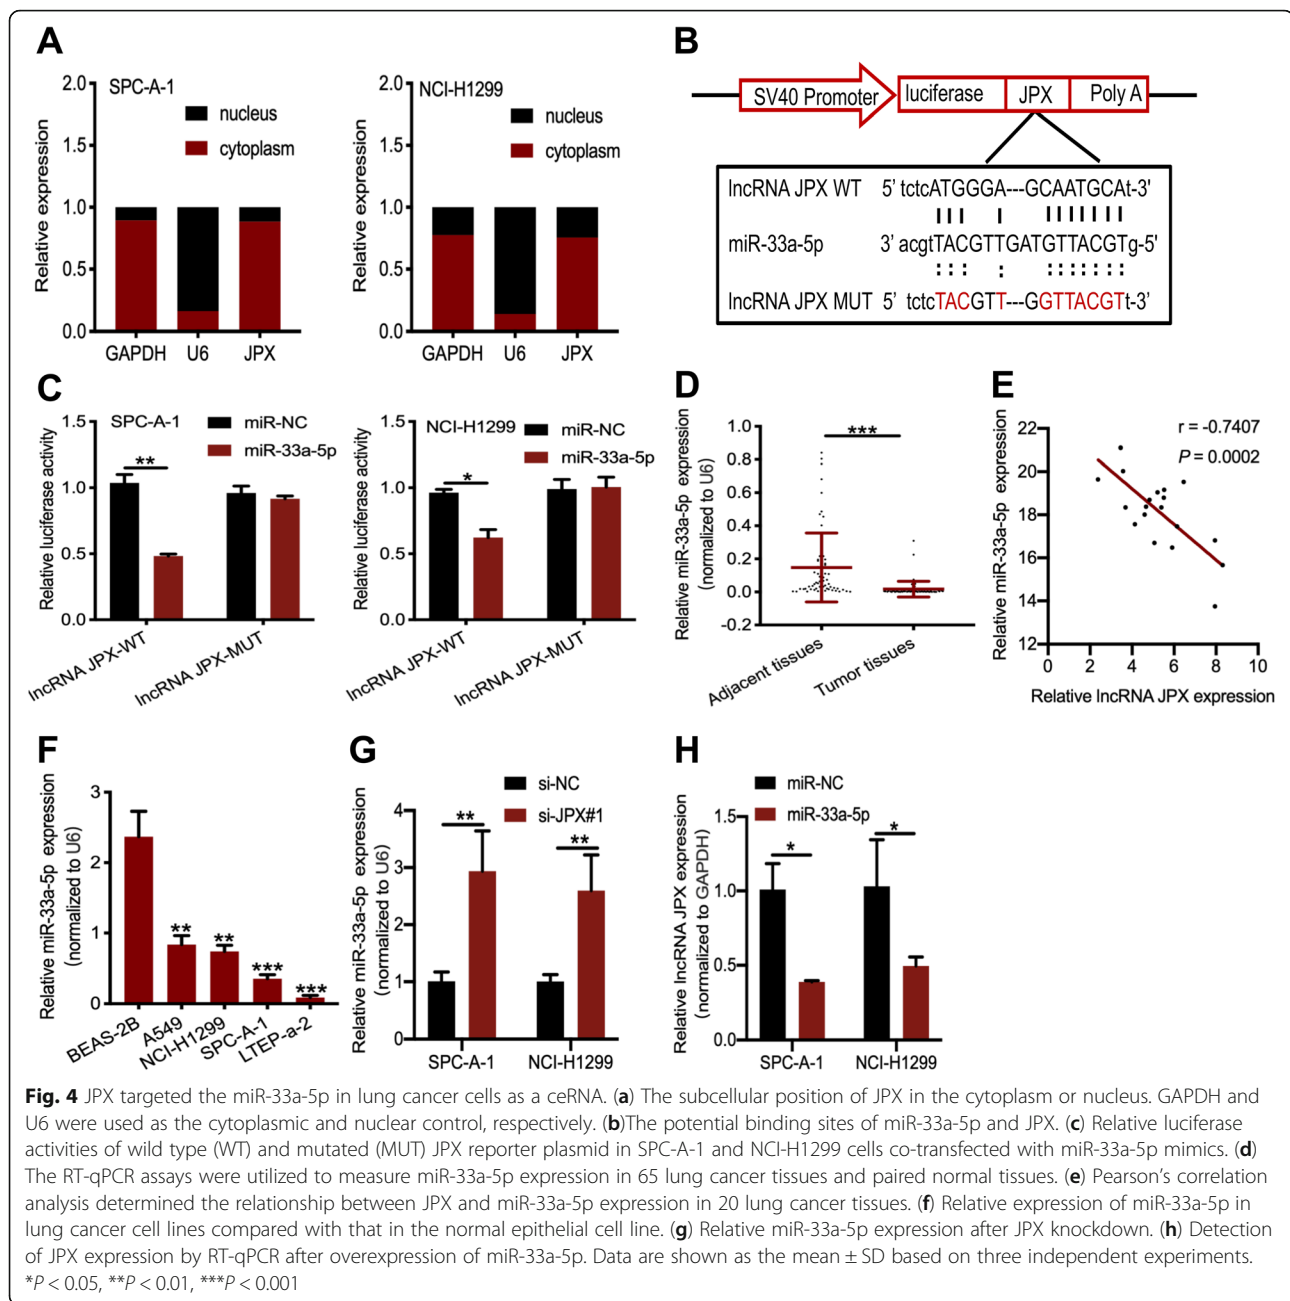 A
SPC-A-1
nucleus
cytoplasm
Relative expression
2.0
1.5
1.0
0.5
0.0
GAPDH U6 JPX
NCI-H1299
nucleus
cytoplasm
Relative expression
2.0
1.5
1.0
0.5
0.0
GAPDH U6 JPX
B
SV40 Promoter luciferase JPX Poly A
lncRNA JPX WT 5' tctcATGGGA---GCAATGCAt-3'
miR-33a-5p 3' acgtTACGTTGATGTTACGTg-5'
lncRNA JPX MUT 5' tctcTACGTT---GGTTACGTt-3'
C
SPC-A-1
miR-NC
miR-33a-5p
**
Relative luciferase activity
1.5
1.0
0.5
0.0
lncRNA JPX-WT
lncRNA JPX-MUT
NCI-H1299
miR-NC
miR-33a-5p
*
Relative luciferase activity
1.5
1.0
0.5
0.0
lncRNA JPX-WT
lncRNA JPX-MUT
D
***
Relative miR-33a-5p expression
(normalized to U6)
1.0
0.8
0.6
0.4
0.2
0.0
-0.2
Adjacent tissues
Tumor tissues
E
r = -0.7407
P = 0.0002
Relative miR-33a-5p expression
22
20
18
16
14
12
0 2 4 6 8 10
Relative lncRNA JPX expression
F
Relative miR-33a-5p expression
(normalized to U6)
3
2
1
0
** ** *** ***
BEAS-2B
A549
NCI-H1299
SPC-A-1
LTEP-a-2
G
si-NC
si-JPX#1
** **
Relative miR-33a-5p expression
(normalized to U6)
4
3
2
1
0
SPC-A-1 NCI-H1299
H
miR-NC
miR-33a-5p
* *
Relative lncRNA JPX expression
(normalized to GAPDH)
1.5
1.0
0.5
0.0
SPC-A-1 NCI-H1299
Fig. 4 JPX targeted the miR-33a-5p in lung cancer cells as a ceRNA. (a) The subcellular position of JPX in the cytoplasm or nucleus. GAPDH and
U6 were used as the cytoplasmic and nuclear control, respectively. (b)The potential binding sites of miR-33a-5p and JPX. (c) Relative luciferase
activities of wild type (WT) and mutated (MUT) JPX reporter plasmid in SPC-A-1 and NCI-H1299 cells co-transfected with miR-33a-5p mimics. (d)
The RT-qPCR assays were utilized to measure miR-33a-5p expression in 65 lung cancer tissues and paired normal tissues. (e) Pearson's correlation
analysis determined the relationship between JPX and miR-33a-5p expression in 20 lung cancer tissues. (f) Relative expression of miR-33a-5p in
lung cancer cell lines compared with that in the normal epithelial cell line. (g) Relative miR-33a-5p expression after JPX knockdown. (h) Detection
of JPX expression by RT-qPCR after overexpression of miR-33a-5p. Data are shown as the mean ± SD based on three independent experiments.
*P < 0.05, **P < 0.01, ***P < 0.001